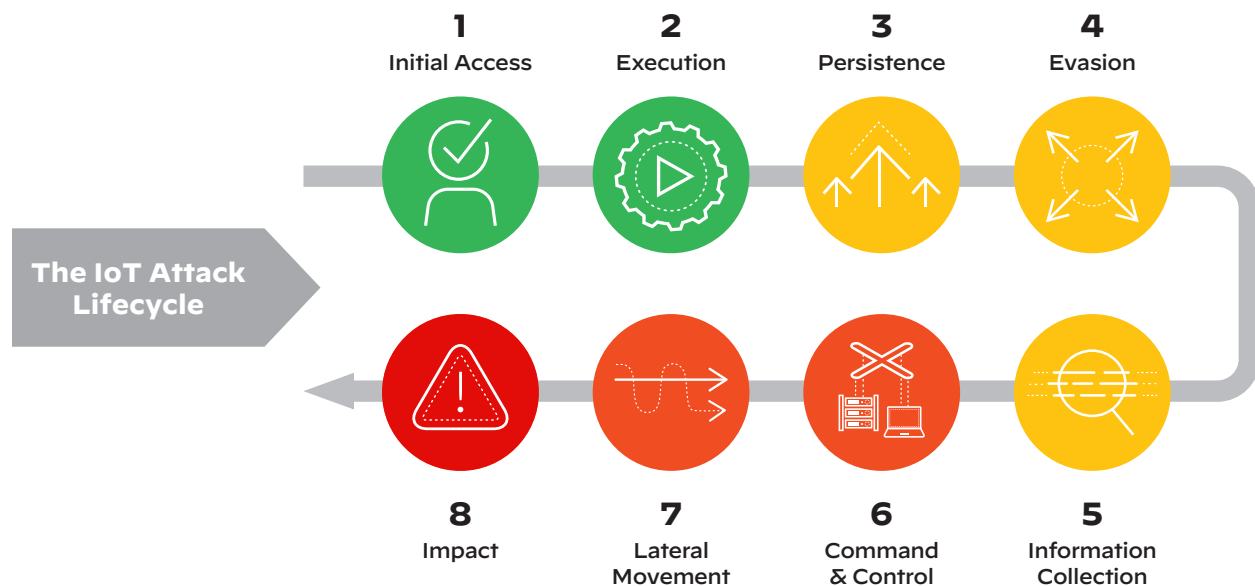 1
Initial Access
2
Execution
3
Persistence
4
Evasion
The IoT Attack
Lifecycle
8
Impact
7
Lateral
Movement
6
Command
& Control
5
Information
Collection